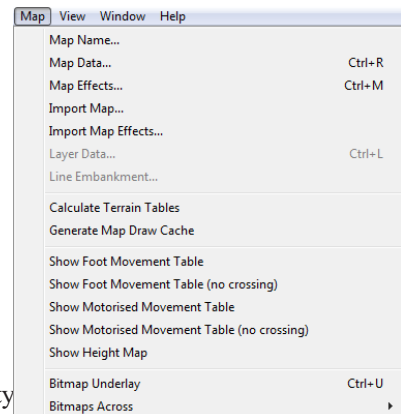 Map View Window Help
Map Name...
Map Data... Ctrl+R
Map Effects... Ctrl+M
Import Map...
Import Map Effects...
Layer Data... Ctrl+L
Line Embankment...
Calculate Terrain Tables
Generate Map Draw Cache
Show Foot Movement Table
Show Foot Movement Table (no crossing)
Show Motorised Movement Table
Show Motorised Movement Table (no crossing)
Show Height Map
Bitmap Underlay Ctrl+U
Bitmaps Across